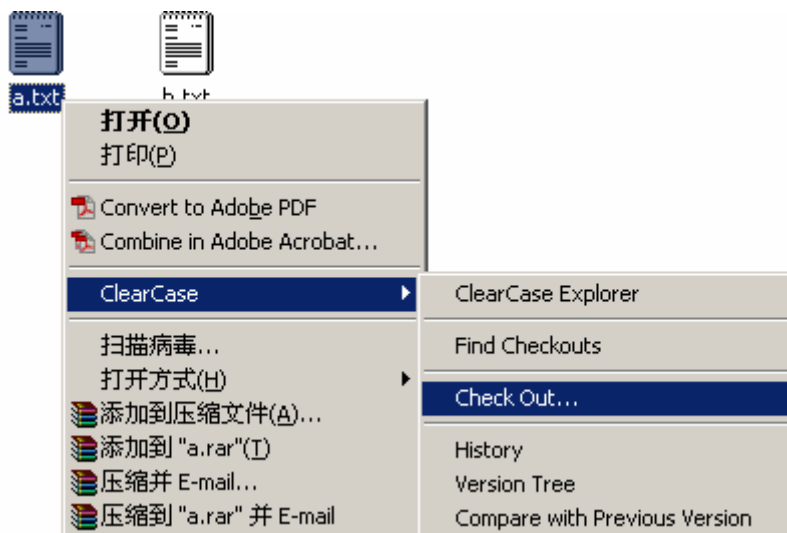 a.txt
b.txt
打开(O)
打印(P)
Convert to Adobe PDF
Combine in Adobe Acrobat...
ClearCase
扫描病毒...
打开方式(H)
添加到压缩文件(A)...
添加到 "a.rar"(T)
压缩并 E-mail...
压缩到 "a.rar" 并 E-mail
ClearCase Explorer
Find Checkouts
Check Out...
History
Version Tree
Compare with Previous Version